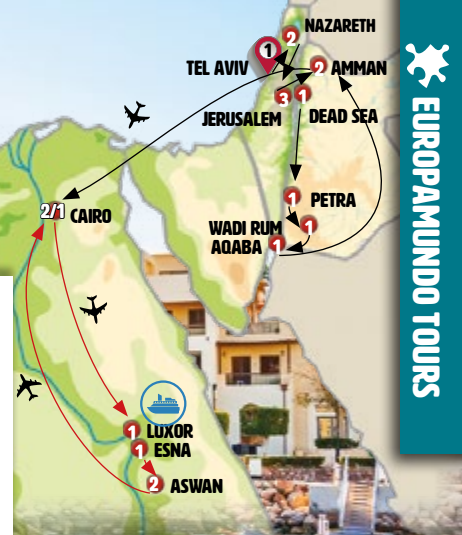 NAZARETH
2
1
TEL AVIV
2 AMMAN
3 1
JERUSALEM
DEAD SEA
1 PETRA
2/1 CAIRO
WADI RUM 1
AQABA
1
1 LUXOR
1 ESNA
2 ASWAN
EUROPAMUNDO TOURS